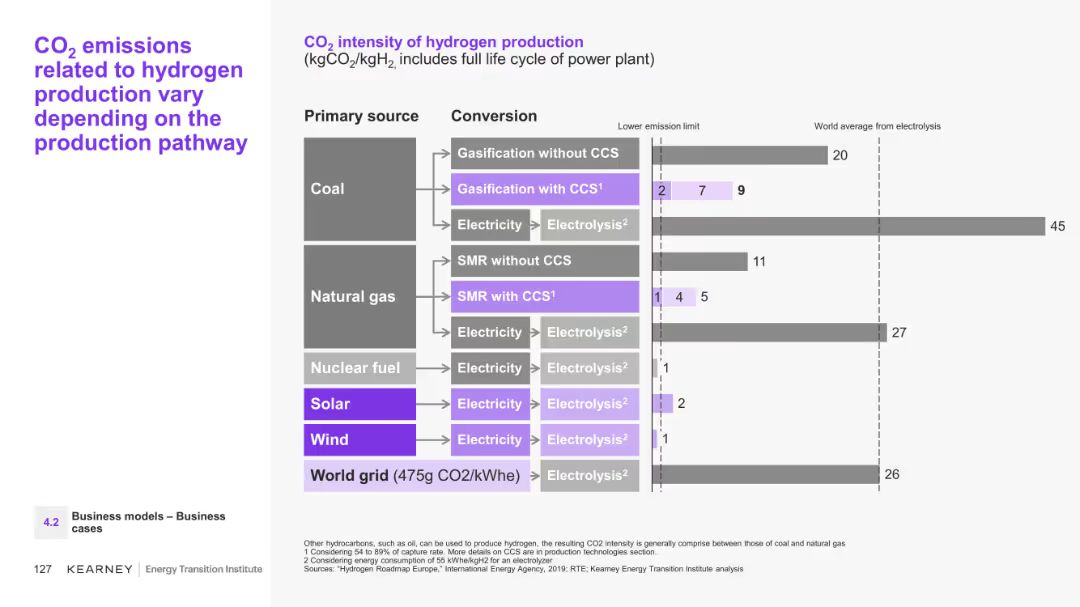 CO2 emissions
related to hydrogen
production vary
depending on the
production pathway
CO2 intensity of hydrogen production
(kgCO2/kgH2, includes full life cycle of power plant)
Primary source
Conversion
Lower emission limit
World average from electrolysis
Coal
Gasification without CCS
20
Gasification with CCS1
2
7
9
Electricity
Electrolysis2
45
Natural gas
SMR without CCS
11
SMR with CCS1
1
4
5
Electricity
Electrolysis2
27
Nuclear fuel
Electricity
Electrolysis2
1
Solar
Electricity
Electrolysis2
2
Wind
Electricity
Electrolysis2
1
World grid (475g CO2/kWhe)
Electrolysis2
26
4.2
Business models – Business
cases
Other hydrocarbons, such as oil, can be used to produce hydrogen, the resulting CO2 intensity is generally comprise between those of coal and natural gas
1 Considering 54 to 89% of capture rate. More details on CCS are in production technologies section.
2 Considering energy consumption of 55 kWhe/kgH2 for an electrolyzer
Sources: "Hydrogen Roadmap Europe," International Energy Agency, 2019; RTE; Kearney Energy Transition Institute analysis
127 KEARNEY Energy Transition Institute